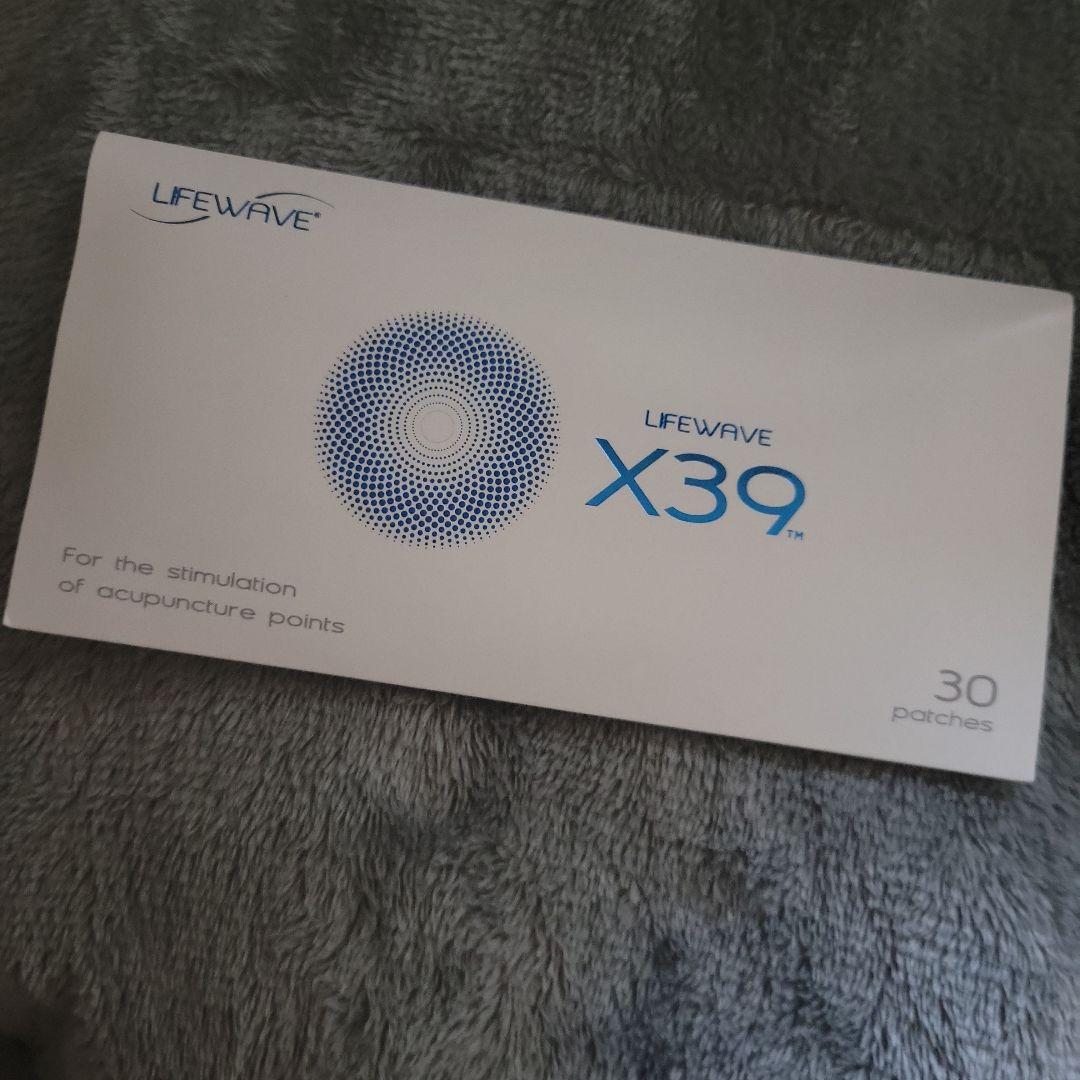 LIFEWAVE®
LIFEWAVE
X39™
For the stimulation
of acupuncture points
30
patches